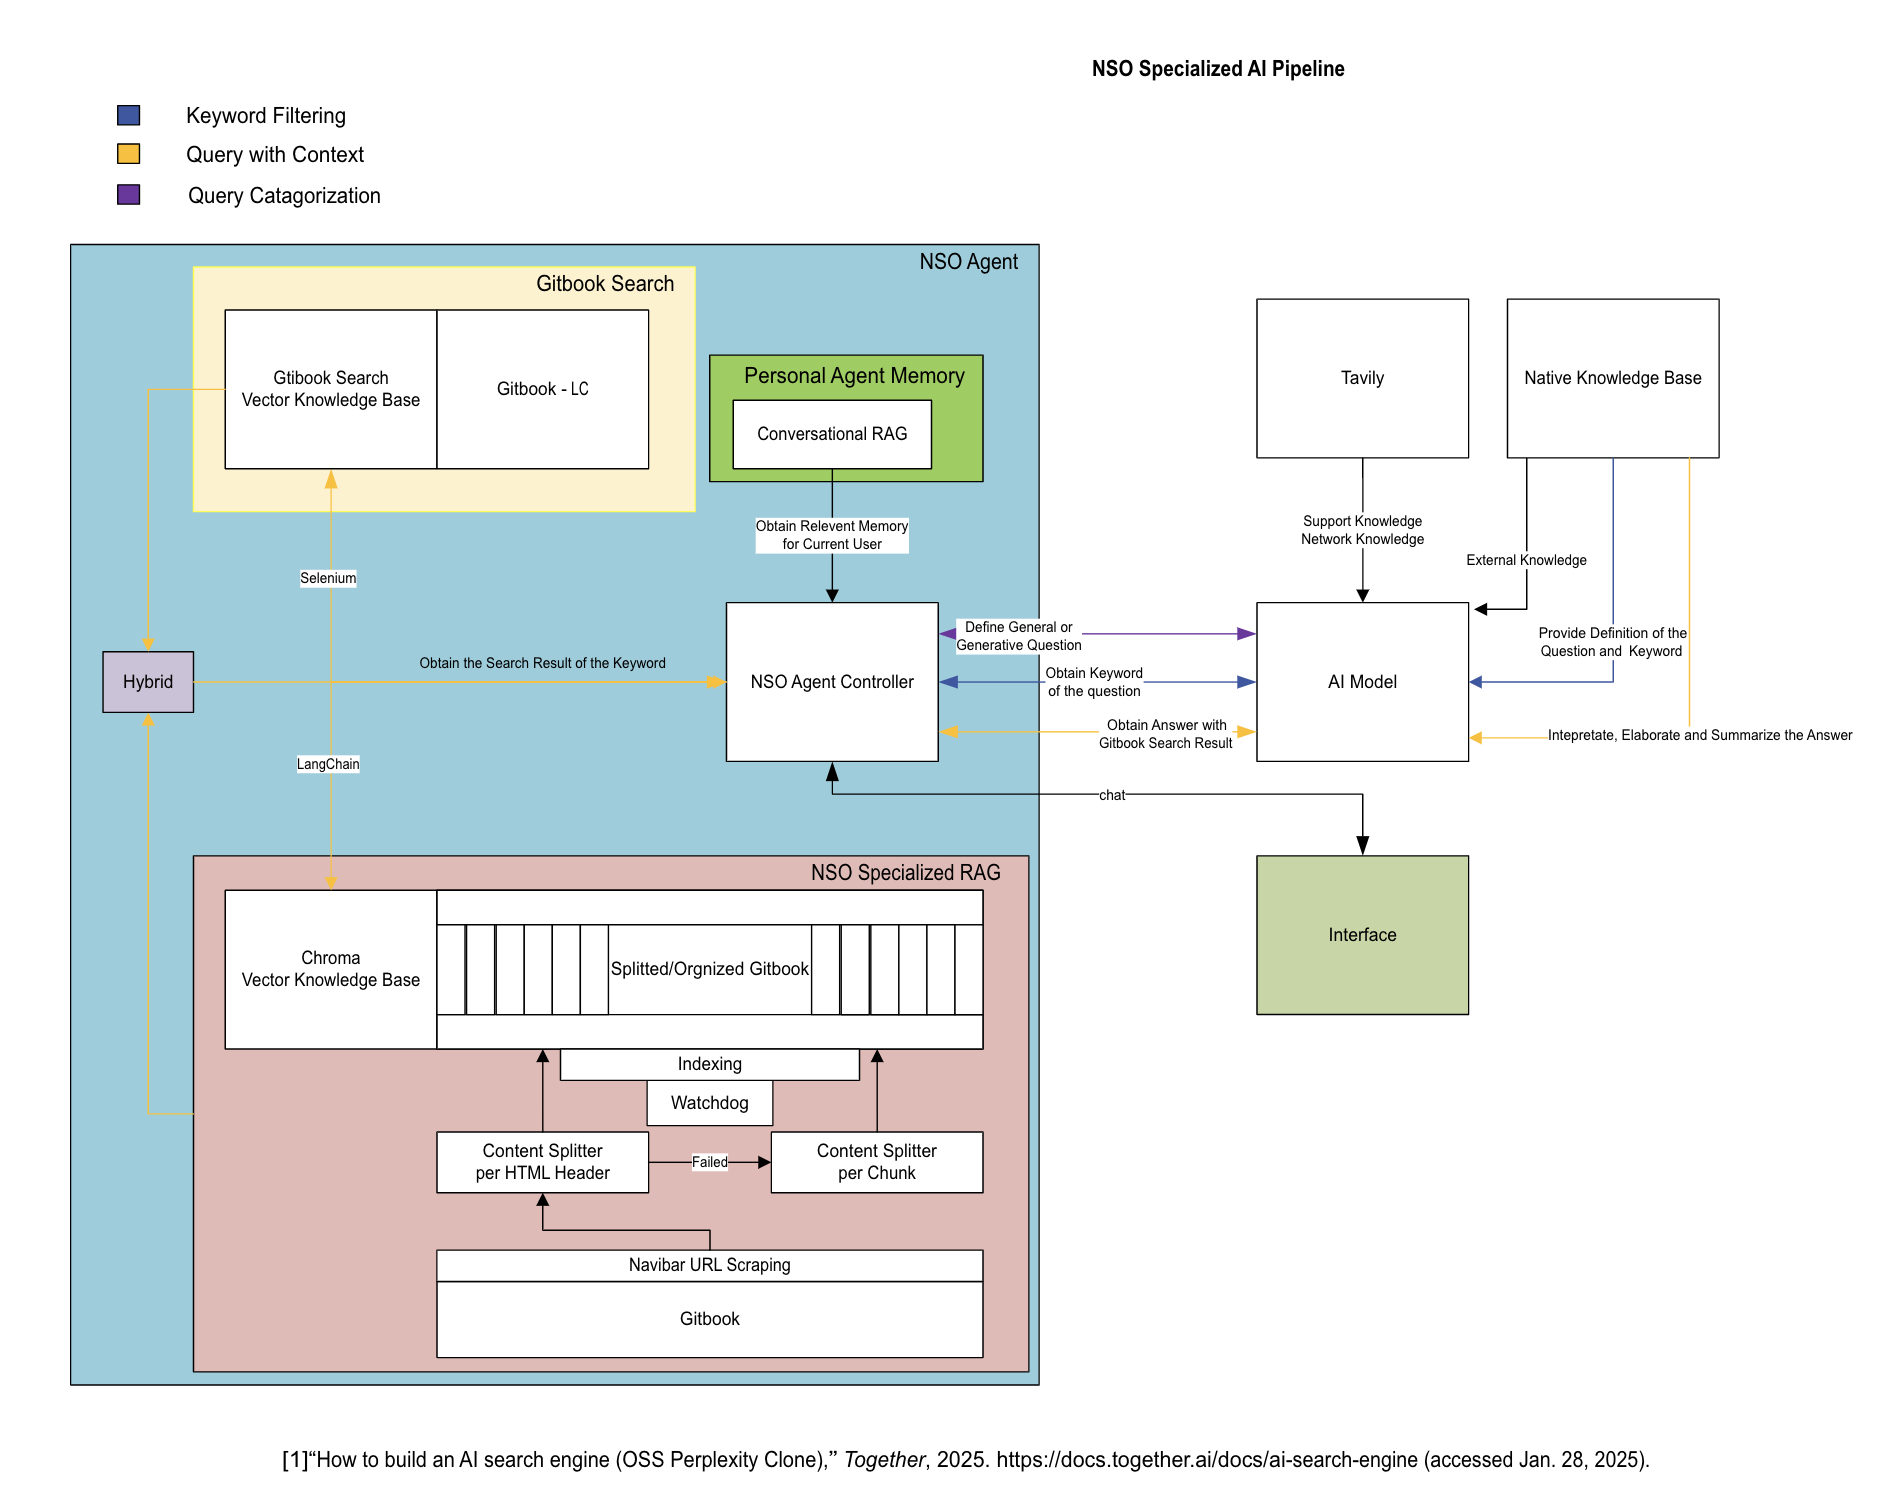 NSO Specialized AI Pipeline
Keyword Filtering
Query with Context
Query Catagorization
NSO Agent
Gitbook Search
Gtibook Search
Vector Knowledge Base
Gitbook - LC
Personal Agent Memory
Conversational RAG
Tavily
Native Knowledge Base
Obtain Relevent Memory
for Current User
Support Knowledge
Network Knowledge
External Knowledge
Selenium
Define General or
Generative Question
Provide Definition of the
Question and  Keyword
Hybrid
Obtain the Search Result of the Keyword
NSO Agent Controller
Obtain Keyword
of the question
AI Model
Obtain Answer with
Gitbook Search Result
Intepretate, Elaborate and Summarize the Answer
LangChain
chat
NSO Specialized RAG
Interface
Chroma
Vector Knowledge Base
Splitted/Orgnized Gitbook
Indexing
Watchdog
Content Splitter
per HTML Header
Failed
Content Splitter
per Chunk
Navibar URL Scraping
Gitbook
[1]“How to build an AI search engine (OSS Perplexity Clone),” Together, 2025. https://docs.together.ai/docs/ai-search-engine (accessed Jan. 28, 2025).